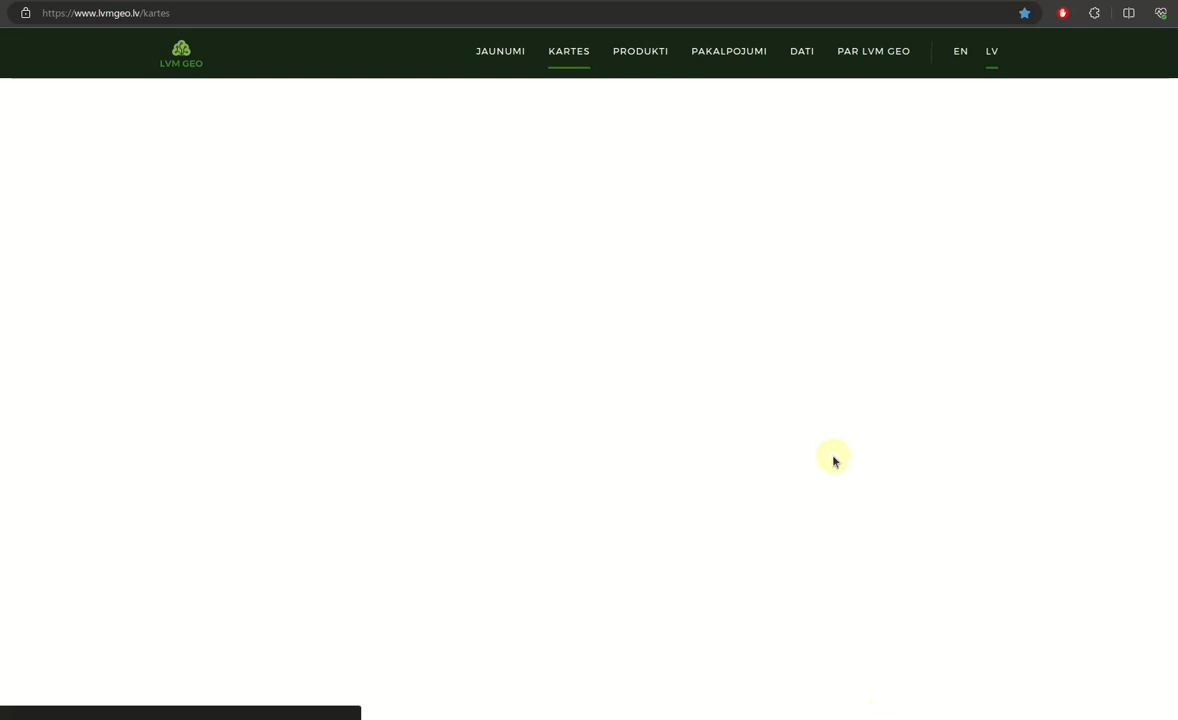 https://www.lvmgeo.lv/kartes
LVM GEO
JAUNUMI KARTES PRODUKTI PAKALPOJUMI DATI PAR LVM GEO EN LV